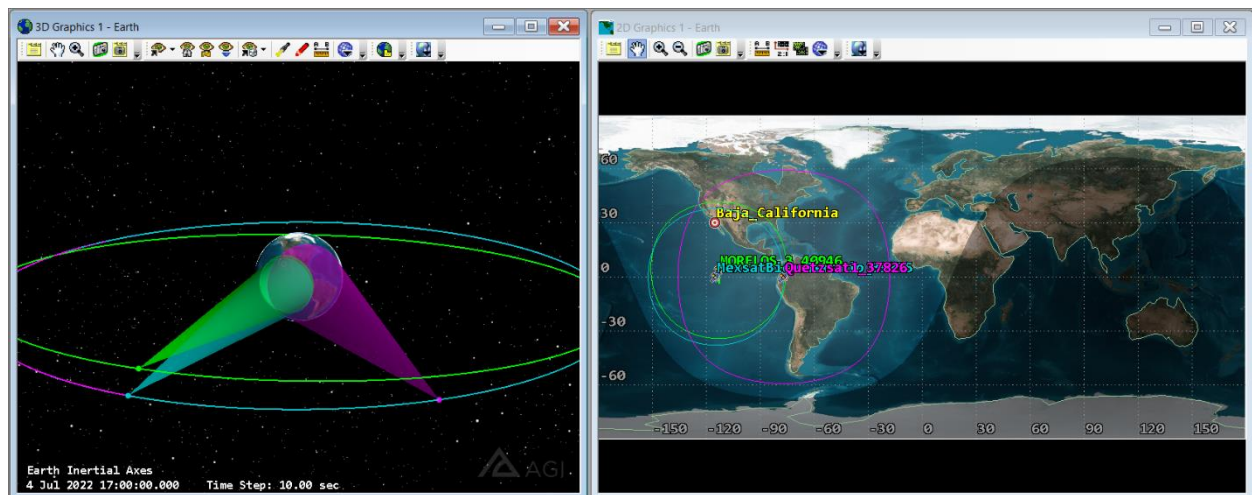 3D Graphics 1 - Earth
Earth Inertial Axes
4 Jul 2022 17:00:00.000 Time Step: 10.00 sec
AGI
2D Graphics 1 - Earth
60
30
0
-30
-60
-150 -120 -90 -60 -30 0 30 60 90 120 150
Baja_California
MORELOS_3_40946
Quetzsat1_37826